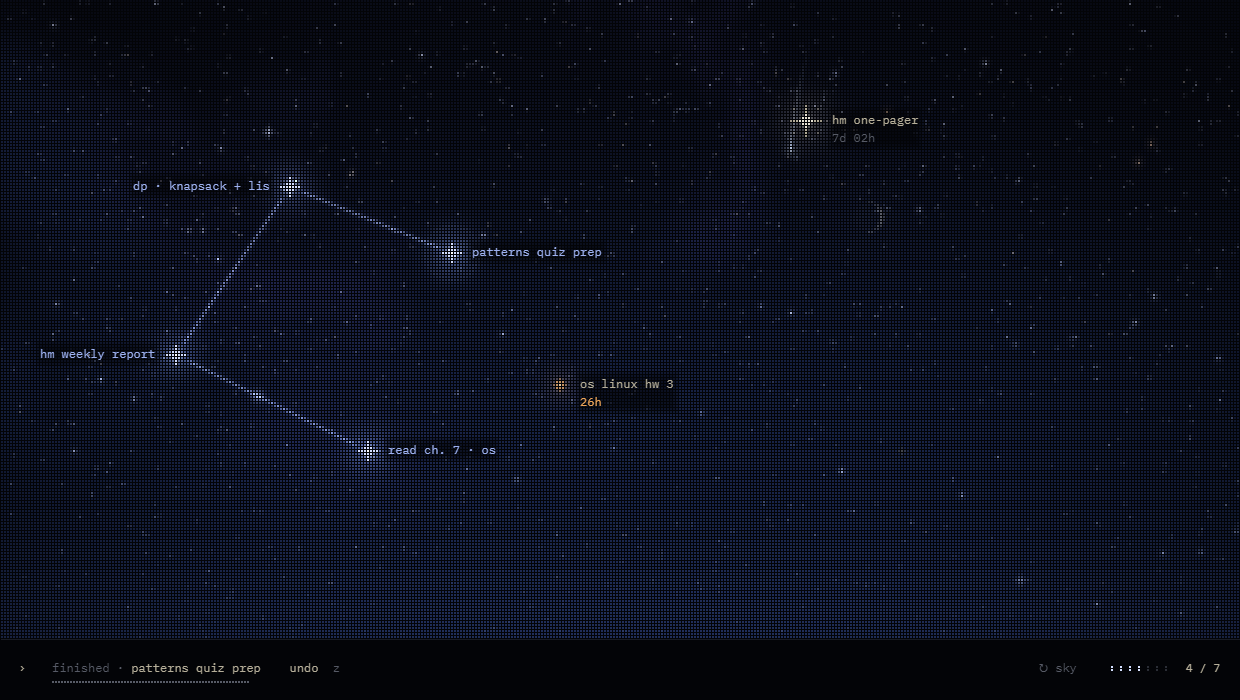 hm one-pager
7d 02h
dp · knapsack + lis
patterns quiz prep
hm weekly report
os linux hw 3
26h
read ch. 7 · os
› finished · patterns quiz prep undo z ↻ sky 4 / 7